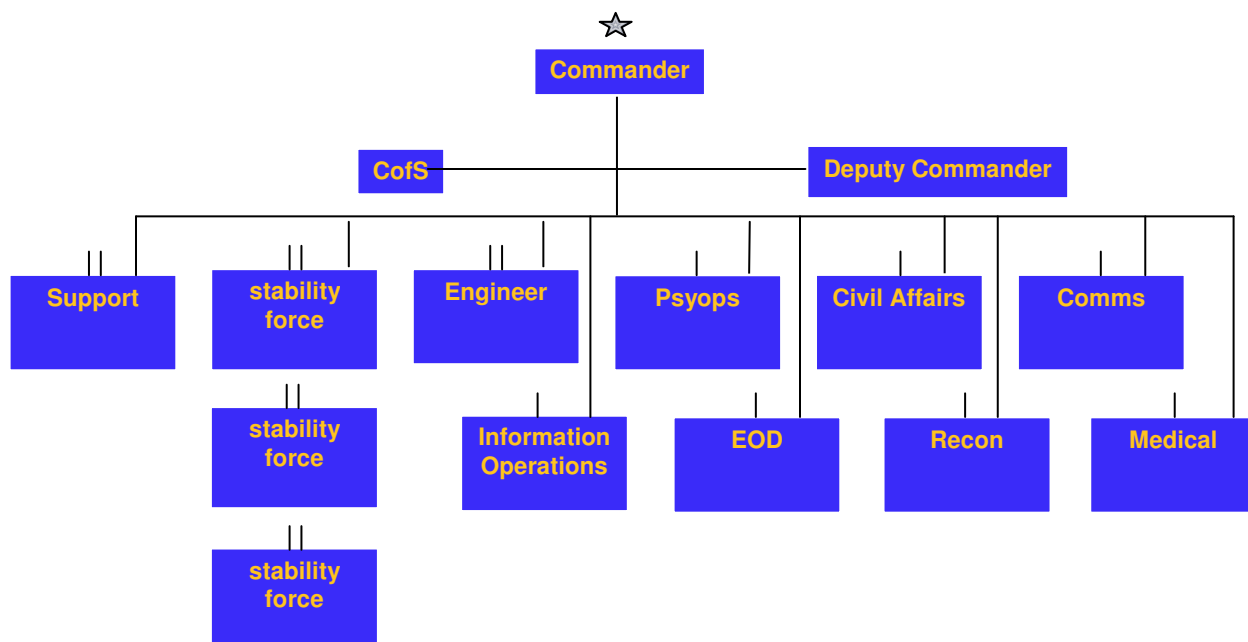 Commander
CofS
Deputy Commander
Support
stability
force
Engineer
Psyops
Civil Affairs
Comms
stability
force
Information
Operations
EOD
Recon
Medical
stability
force